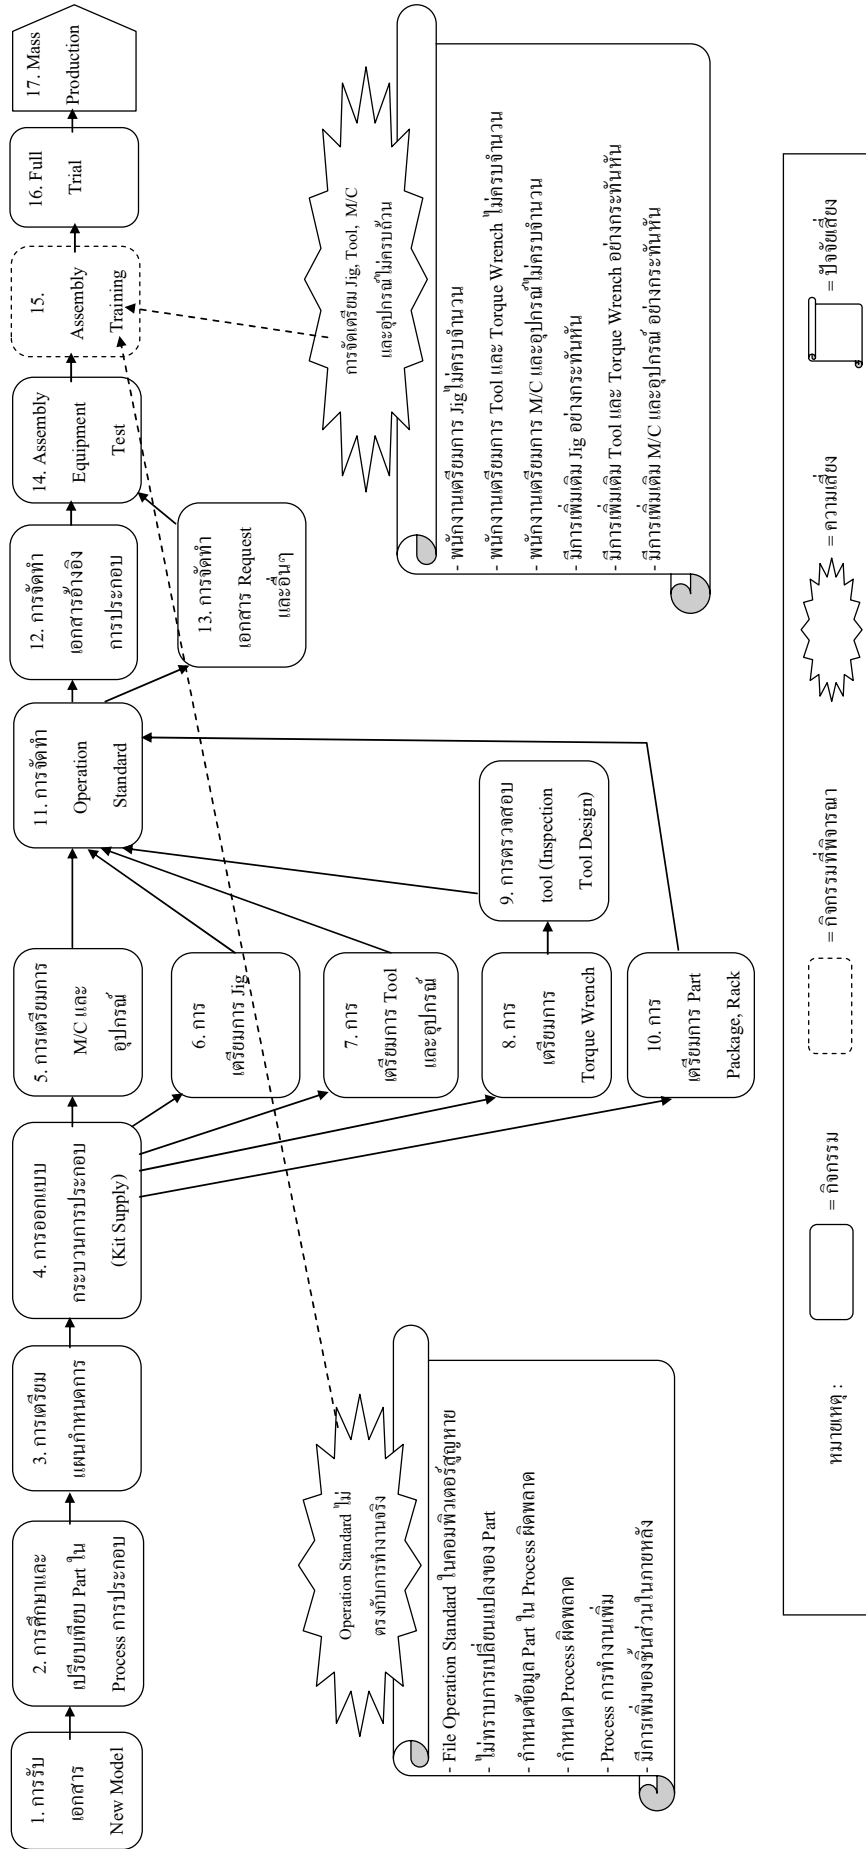 1. การรับ
เอกสาร
New Model
2. การศึกษาและ
เปรียบเทียบ Part ใน
Process การประกอบ
3. การเตรียม
แผนกำหนดการ
4. การออกแบบ
กระบวนการประกอบ
(Kit Supply)
5. การเตรียมการ
M/C และ
อุปกรณ์
6. การ
เตรียมการ Jig
7. การ
เตรียมการ Tool
และอุปกรณ์
8. การ
เตรียมการ
Torque Wrench
9. การตรวจสอบ
tool (Inspection
Tool Design)
10. การ
เตรียมการ Part
Package, Rack
11. การจัดทำ
Operation
Standard
12. การจัดทำ
เอกสารอ้างอิง
การประกอบ
13. การจัดทำ
เอกสาร Request
และอื่นๆ
14. Assembly
Equipment
Test
15.
Assembly
Training
16. Full
Trial
17. Mass
Production
Operation Standard ไม่
ตรงกับการทำงานจริง
- File Operation Standard ในคอมพิวเตอร์สูญหาย
- ไม่ทราบการเปลี่ยนแปลงของ Part
- กำหนดข้อมูล Part ใน Process ผิดพลาด
- กำหนด Process ผิดพลาด
- Process การทำงานเพิ่ม
- มีการเพิ่มของชิ้นส่วนในภายหลัง
การจัดเตรียม Jig, Tool, M/C
และอุปกรณ์ไม่ครบถ้วน
- พนักงานเตรียมการ Jig ไม่ครบจำนวน
- พนักงานเตรียมการ Tool และ Torque Wrench ไม่ครบจำนวน
- พนักงานเตรียมการ M/C และอุปกรณ์ ไม่ครบจำนวน
- มีการเพิ่มเติม Jig อย่างกระทันหัน
- มีการเพิ่มเติม Tool และ Torque Wrench อย่างกระทันหัน
- มีการเพิ่มเติม M/C และอุปกรณ์ อย่างกระทันหัน
หมายเหตุ :
= กิจกรรม
= กิจกรรมที่พิจารณา
= ความเสี่ยง
= ปัจจัยเสี่ยง